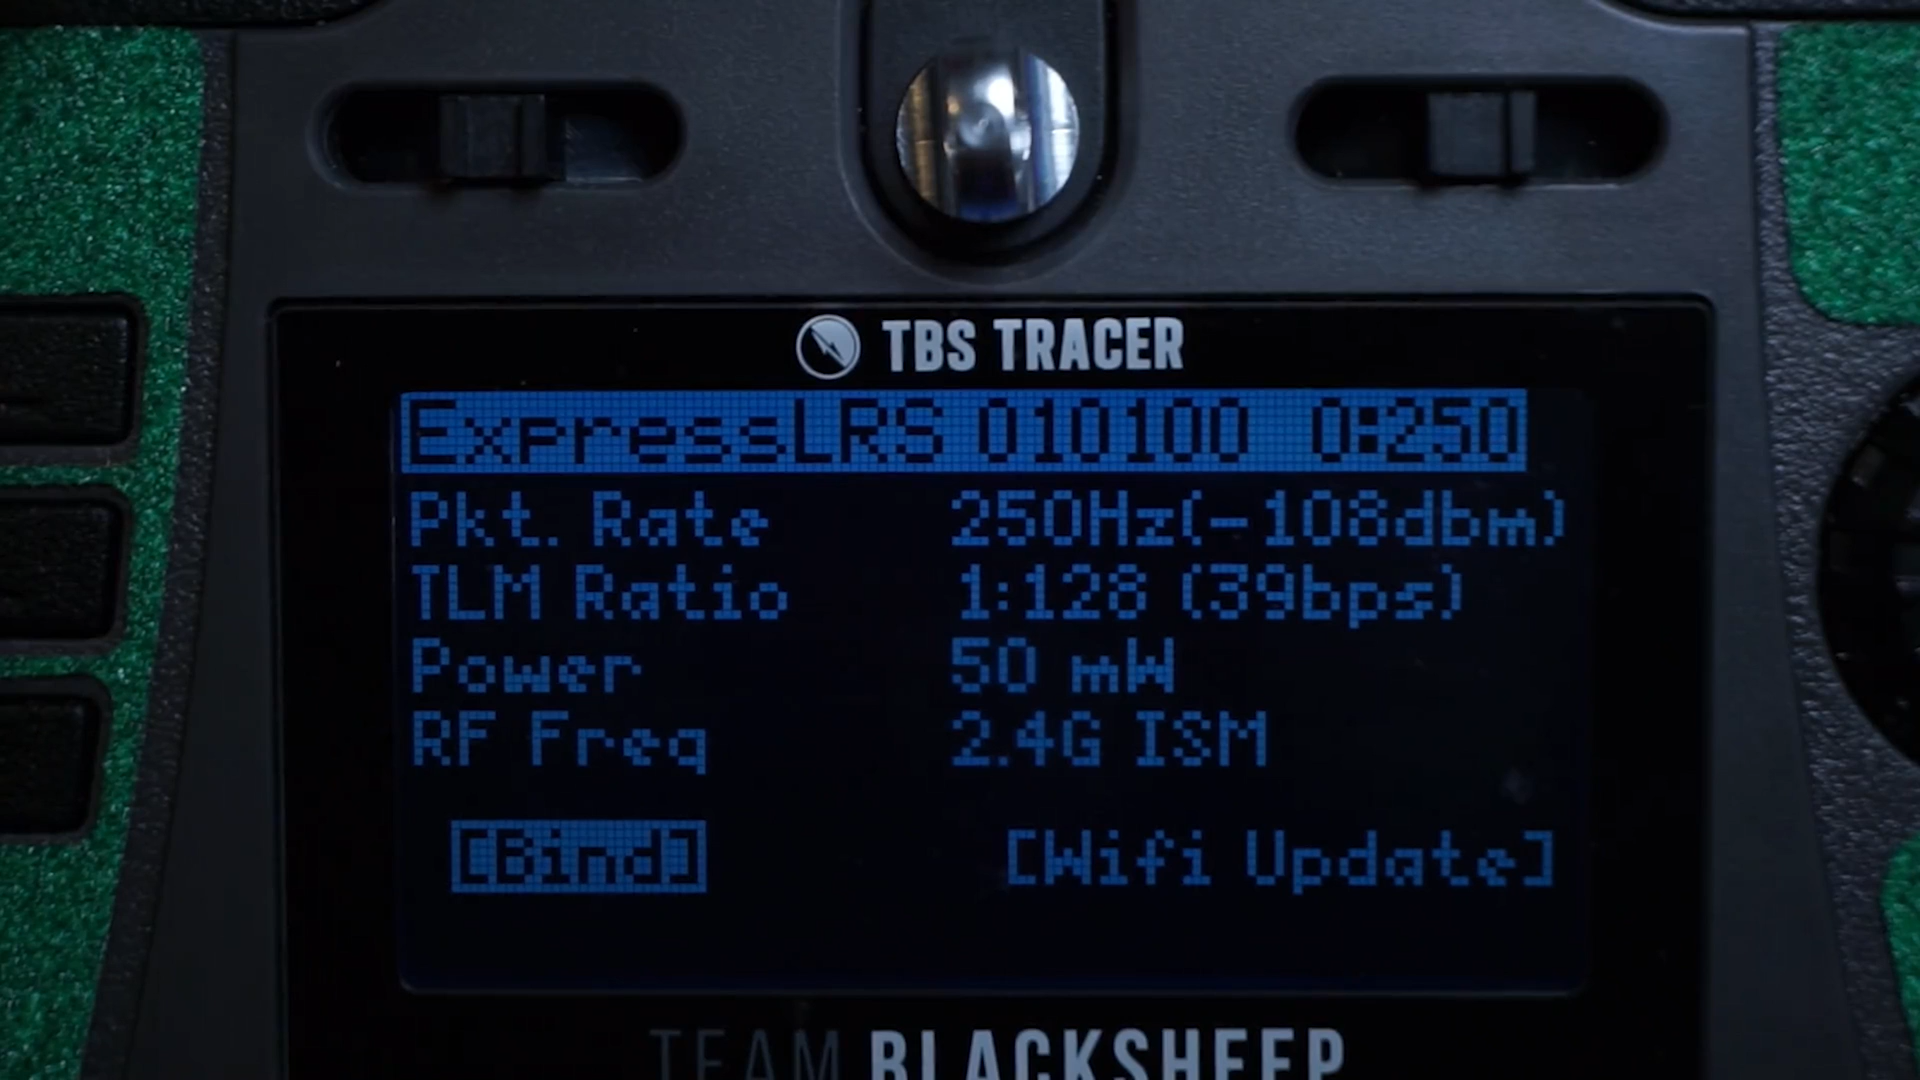 TBS TRACER
ExpressLRS 010100 0:250
Pkt. Rate 250Hz(-108dbm)
TLM Ratio 1:128 (39bps)
Power 50 mW
RF Freq 2.4G ISM
[Bind] [Wifi Update]
TEAM BLACKSHEEP